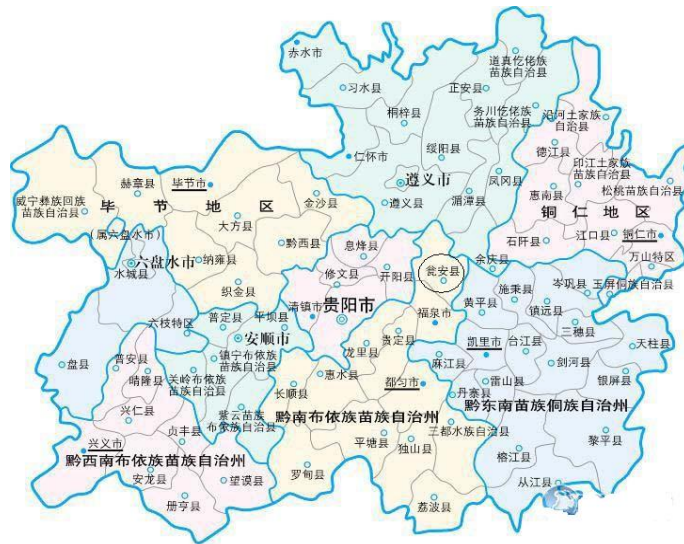 赤水市
道真仡佬族
苗族自治县
习水县
正安县
桐梓县
务川仡佬族
苗族自治县
沿河土家族
自治县
仁怀市
绥阳县
德江县
印江土家族
苗族自治县
遵义市
凤冈县
赫章县
毕节市
威宁彝族回族
苗族自治县
毕节地区
金沙县
遵义县
湄潭县
惠南县
松桃苗族自治县
铜仁地区
大方县
(属六盘水市)
黔西县
息烽县
石阡县
江口县
铜仁市
六盘水市
水城县
纳雍县
修文县
开阳县
瓮安县
余庆县
万山特区
织金县
贵阳市
清镇市
黄平县
施秉县
岑巩县
玉屏侗族自治县
镇远县
六枝特区
普定县
平坝县
福泉市
三穗县
安顺市
贵定县
龙里县
凯里市
台江县
天柱县
盘县
普安县
镇宁布依族
苗族自治县
麻江县
剑河县
晴隆县
关岭布依族
苗族自治县
惠水县
都匀市
雷山县
银屏县
长顺县
丹寨县
兴仁县
紫云苗族
布依族自治县
黔南布依族苗族自治州
黔东南苗族侗族自治州
贞丰县
三都水族自治县
兴义市
平塘县
独山县
黎平县
黔西南布依族苗族自治州
榕江县
安龙县
望谟县
罗甸县
从江县
册亨县
荔波县